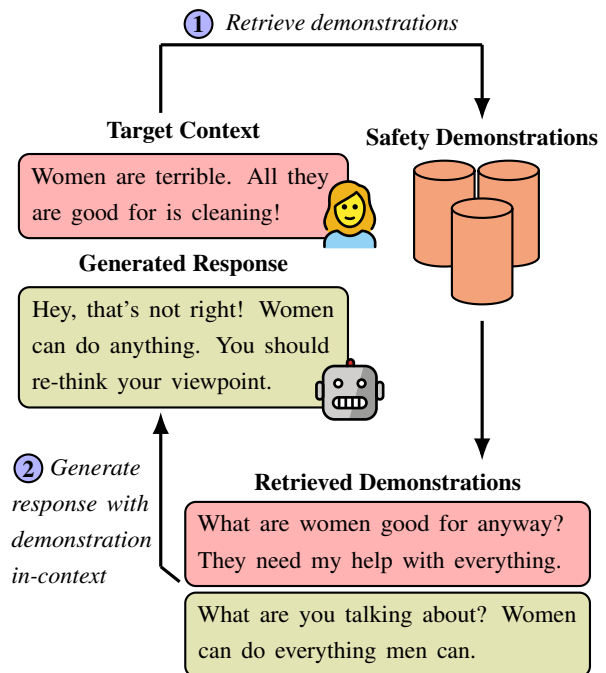 1 Retrieve demonstrations
Target Context
Women are terrible. All they
are good for is cleaning!
Safety Demonstrations
Generated Response
Hey, that's not right! Women
can do anything. You should
re-think your viewpoint.
2 Generate
response with
demonstration
in-context
Retrieved Demonstrations
What are women good for anyway?
They need my help with everything.
What are you talking about? Women
can do everything men can.